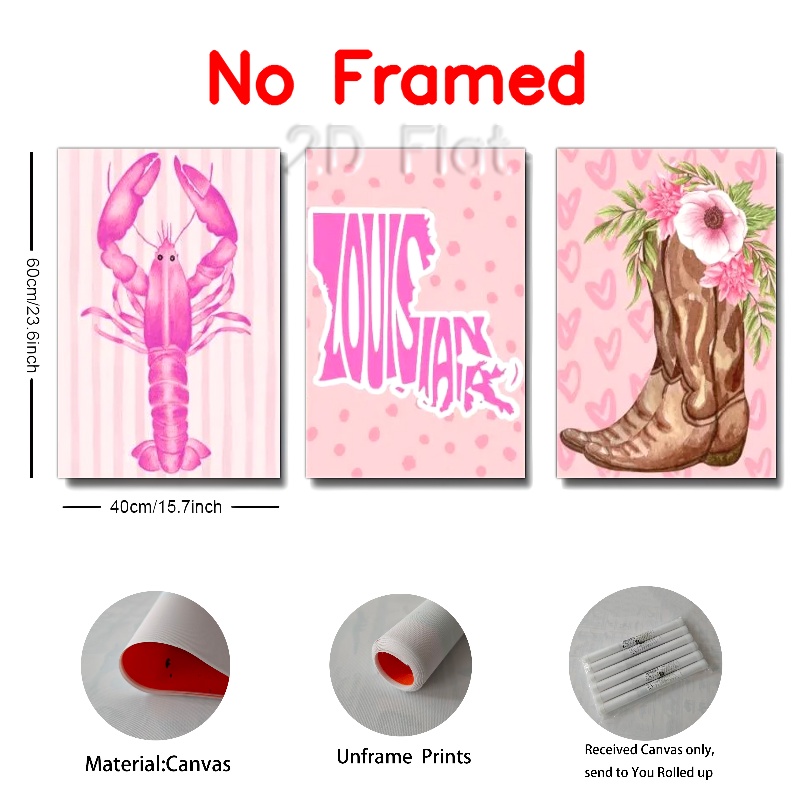 No Framed
2D Flat
60cm/23.6inch
LOUISIANA
40cm/15.7inch
Material:Canvas
Unframe Prints
Received Canvas only,
send to You Rolled up